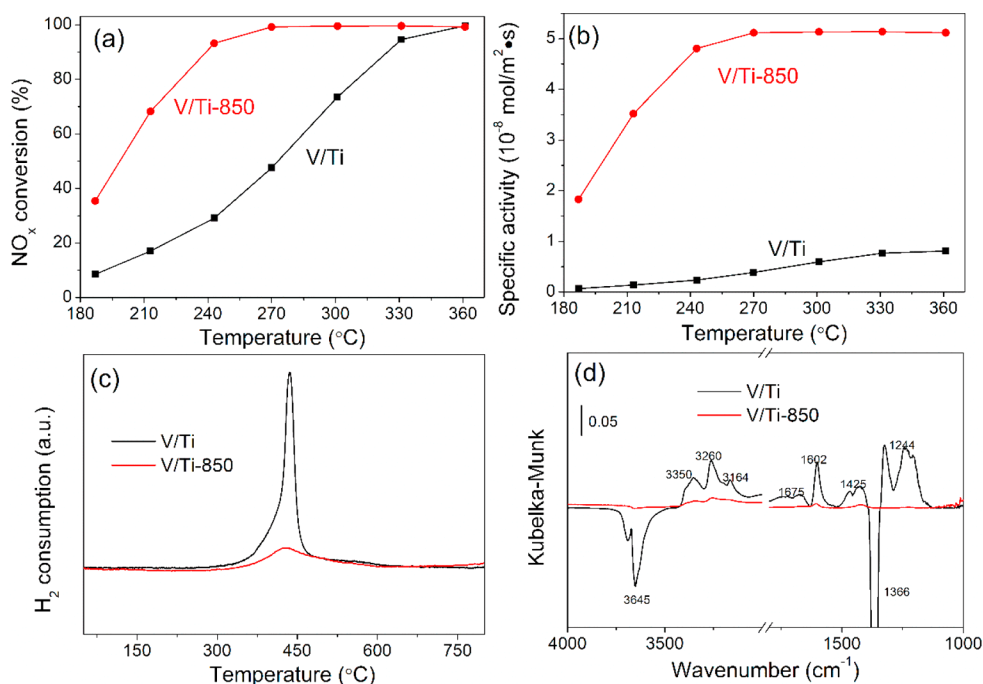 (a)
NOx conversion (%)
100
80
60
40
20
0
V/Ti-850
V/Ti
180 210 240 270 300 330 360
Temperature (°C)
(b)
Specific activity (10⁻⁸ mol/m²•s)
5
4
3
2
1
0
V/Ti-850
V/Ti
180 210 240 270 300 330 360
Temperature (°C)
(c)
H₂ consumption (a.u.)
V/Ti
V/Ti-850
150 300 450 600 750
Temperature (°C)
(d)
Kubelka-Munk
0.05
V/Ti
V/Ti-850
3350
3260
3164
3645
1675
1602
1425
1366
1244
4000 3500 1500 1000
Wavenumber (cm⁻¹)